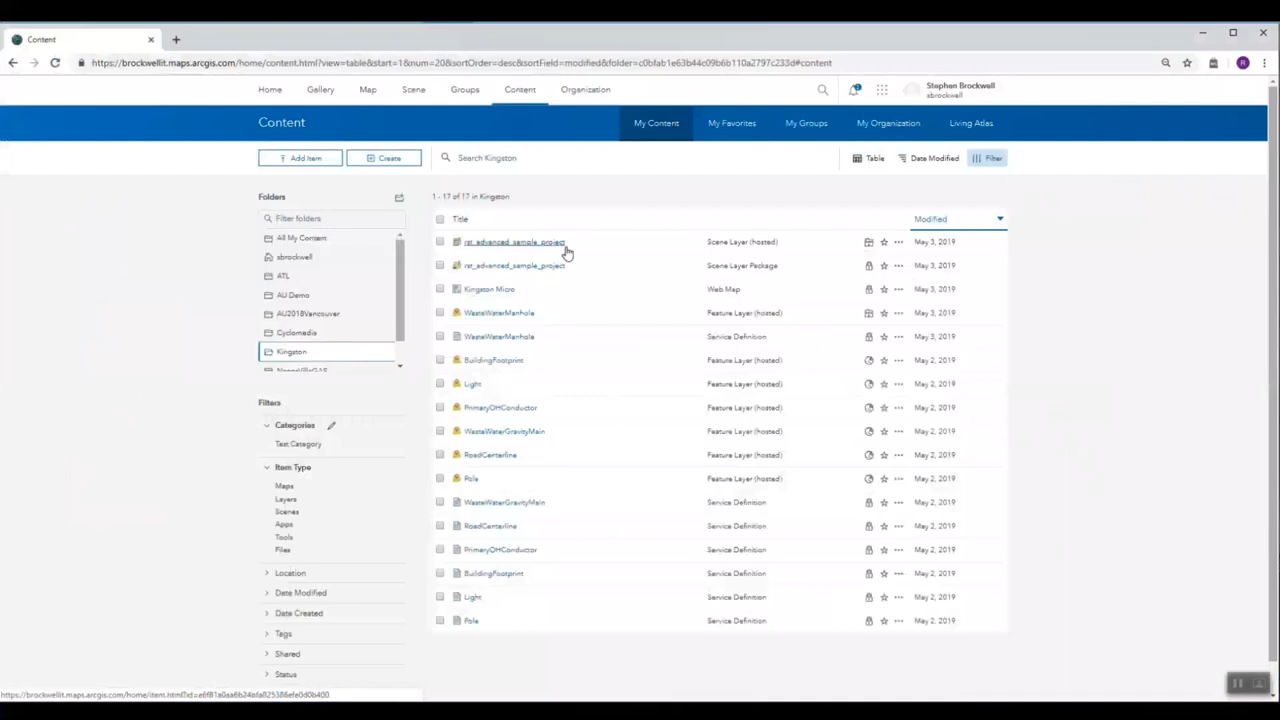 Content
https://brockwellit.maps.arcgis.com/home/content.html?view=table&start=1&num=20&sortOrder=desc&sortField=modified&folder=c0bfab1e63b44c09b6b110a2797c233d#content
Home Gallery Map Scene Groups Content Organization
Stephen Brockwell
sbrockwell
Content My Content My Favorites My Groups My Organization Living Atlas
Add Item Create Search Kingston Table Date Modified Filter
Folders 1 - 17 of 17 in Kingston
Filter folders Title Modified
All My Content rst_advanced_sample_project Scene Layer (hosted) May 3, 2019
sbrockwell rst_advanced_sample_project Scene Layer Package May 3, 2019
ATL
AU Demo Kingston Micro Web Map May 3, 2019
AU2018Vancouver WasteWaterManhole Feature Layer (hosted) May 3, 2019
Cyclomedia WasteWaterManhole Service Definition May 3, 2019
Kingston BuildingFootprint Feature Layer (hosted) May 2, 2019
Light Feature Layer (hosted) May 2, 2019
Filters PrimaryOHConductor Feature Layer (hosted) May 2, 2019
Categories WasteWaterGravityMain Feature Layer (hosted) May 2, 2019
Test Category RoadCenterline Feature Layer (hosted) May 2, 2019
Item Type Pole Feature Layer (hosted) May 2, 2019
Maps
Layers WasteWaterGravityMain Service Definition May 2, 2019
Scenes
Apps RoadCenterline Service Definition May 2, 2019
Tools
Files PrimaryOHConductor Service Definition May 2, 2019
Location BuildingFootprint Service Definition May 2, 2019
Date Modified Light Service Definition May 2, 2019
Date Created Pole Service Definition May 2, 2019
Tags
Shared
Status
https://brockwellit.maps.arcgis.com/home/item.html?id=e6f81a0aa6b24bfa825386efe0d0b400